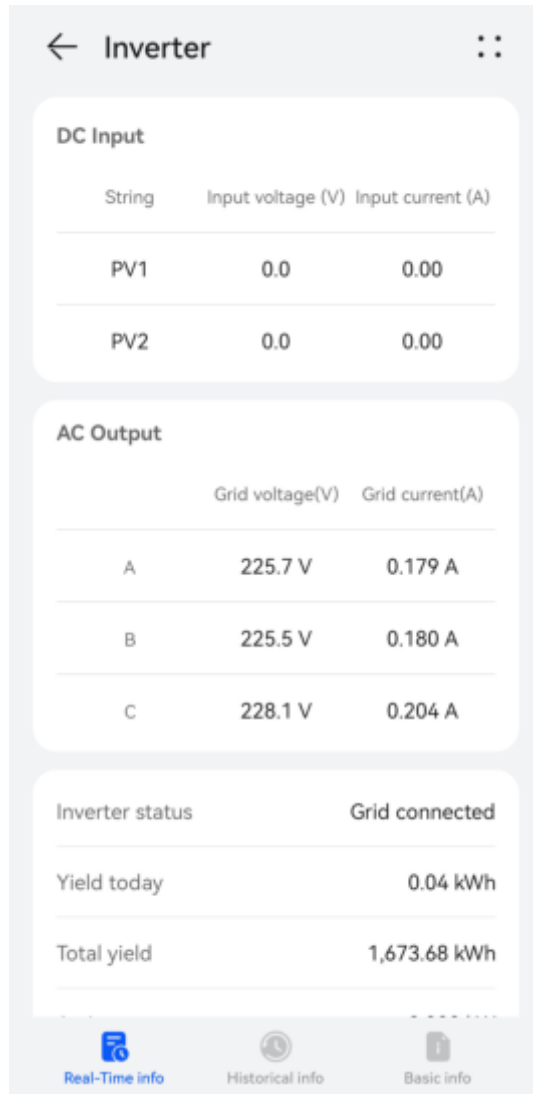 Inverter
DC Input
String Input voltage (V) Input current (A)
PV1 0.0 0.00
PV2 0.0 0.00
AC Output
Grid voltage(V) Grid current(A)
A 225.7 V 0.179 A
B 225.5 V 0.180 A
C 228.1 V 0.204 A
Inverter status Grid connected
Yield today 0.04 kWh
Total yield 1,673.68 kWh
Real-Time info Historical info Basic info